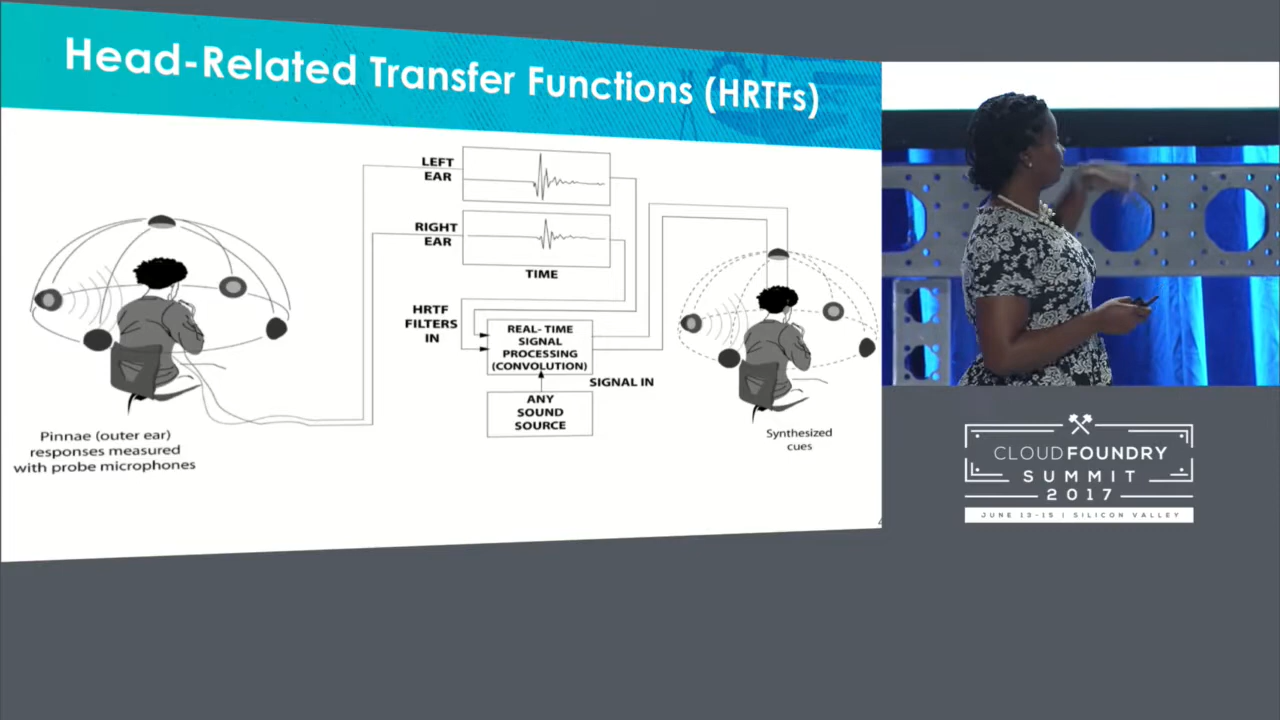 Head-Related Transfer Functions (HRTFs)
LEFT
EAR
RIGHT
EAR
TIME
HRTF
FILTERS
IN
REAL- TIME
SIGNAL
PROCESSING
(CONVOLUTION)
SIGNAL IN
ANY
SOUND
SOURCE
Pinnae (outer ear)
responses measured
with probe microphones
Synthesized
cues
CLOUDFOUNDRY
SUMMIT
2017
JUNE 13-15 | SILICON VALLEY